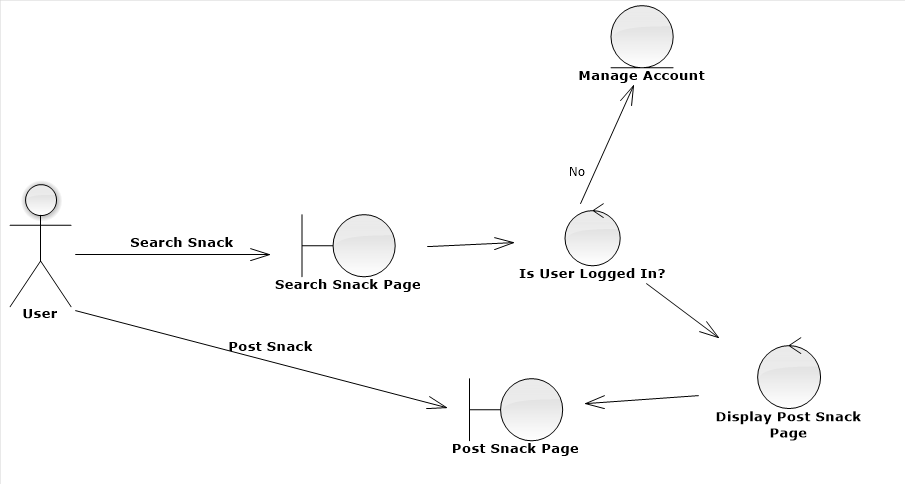 Manage Account
No
Search Snack
Search Snack Page
Is User Logged In?
User
Post Snack
Display Post Snack
Page
Post Snack Page